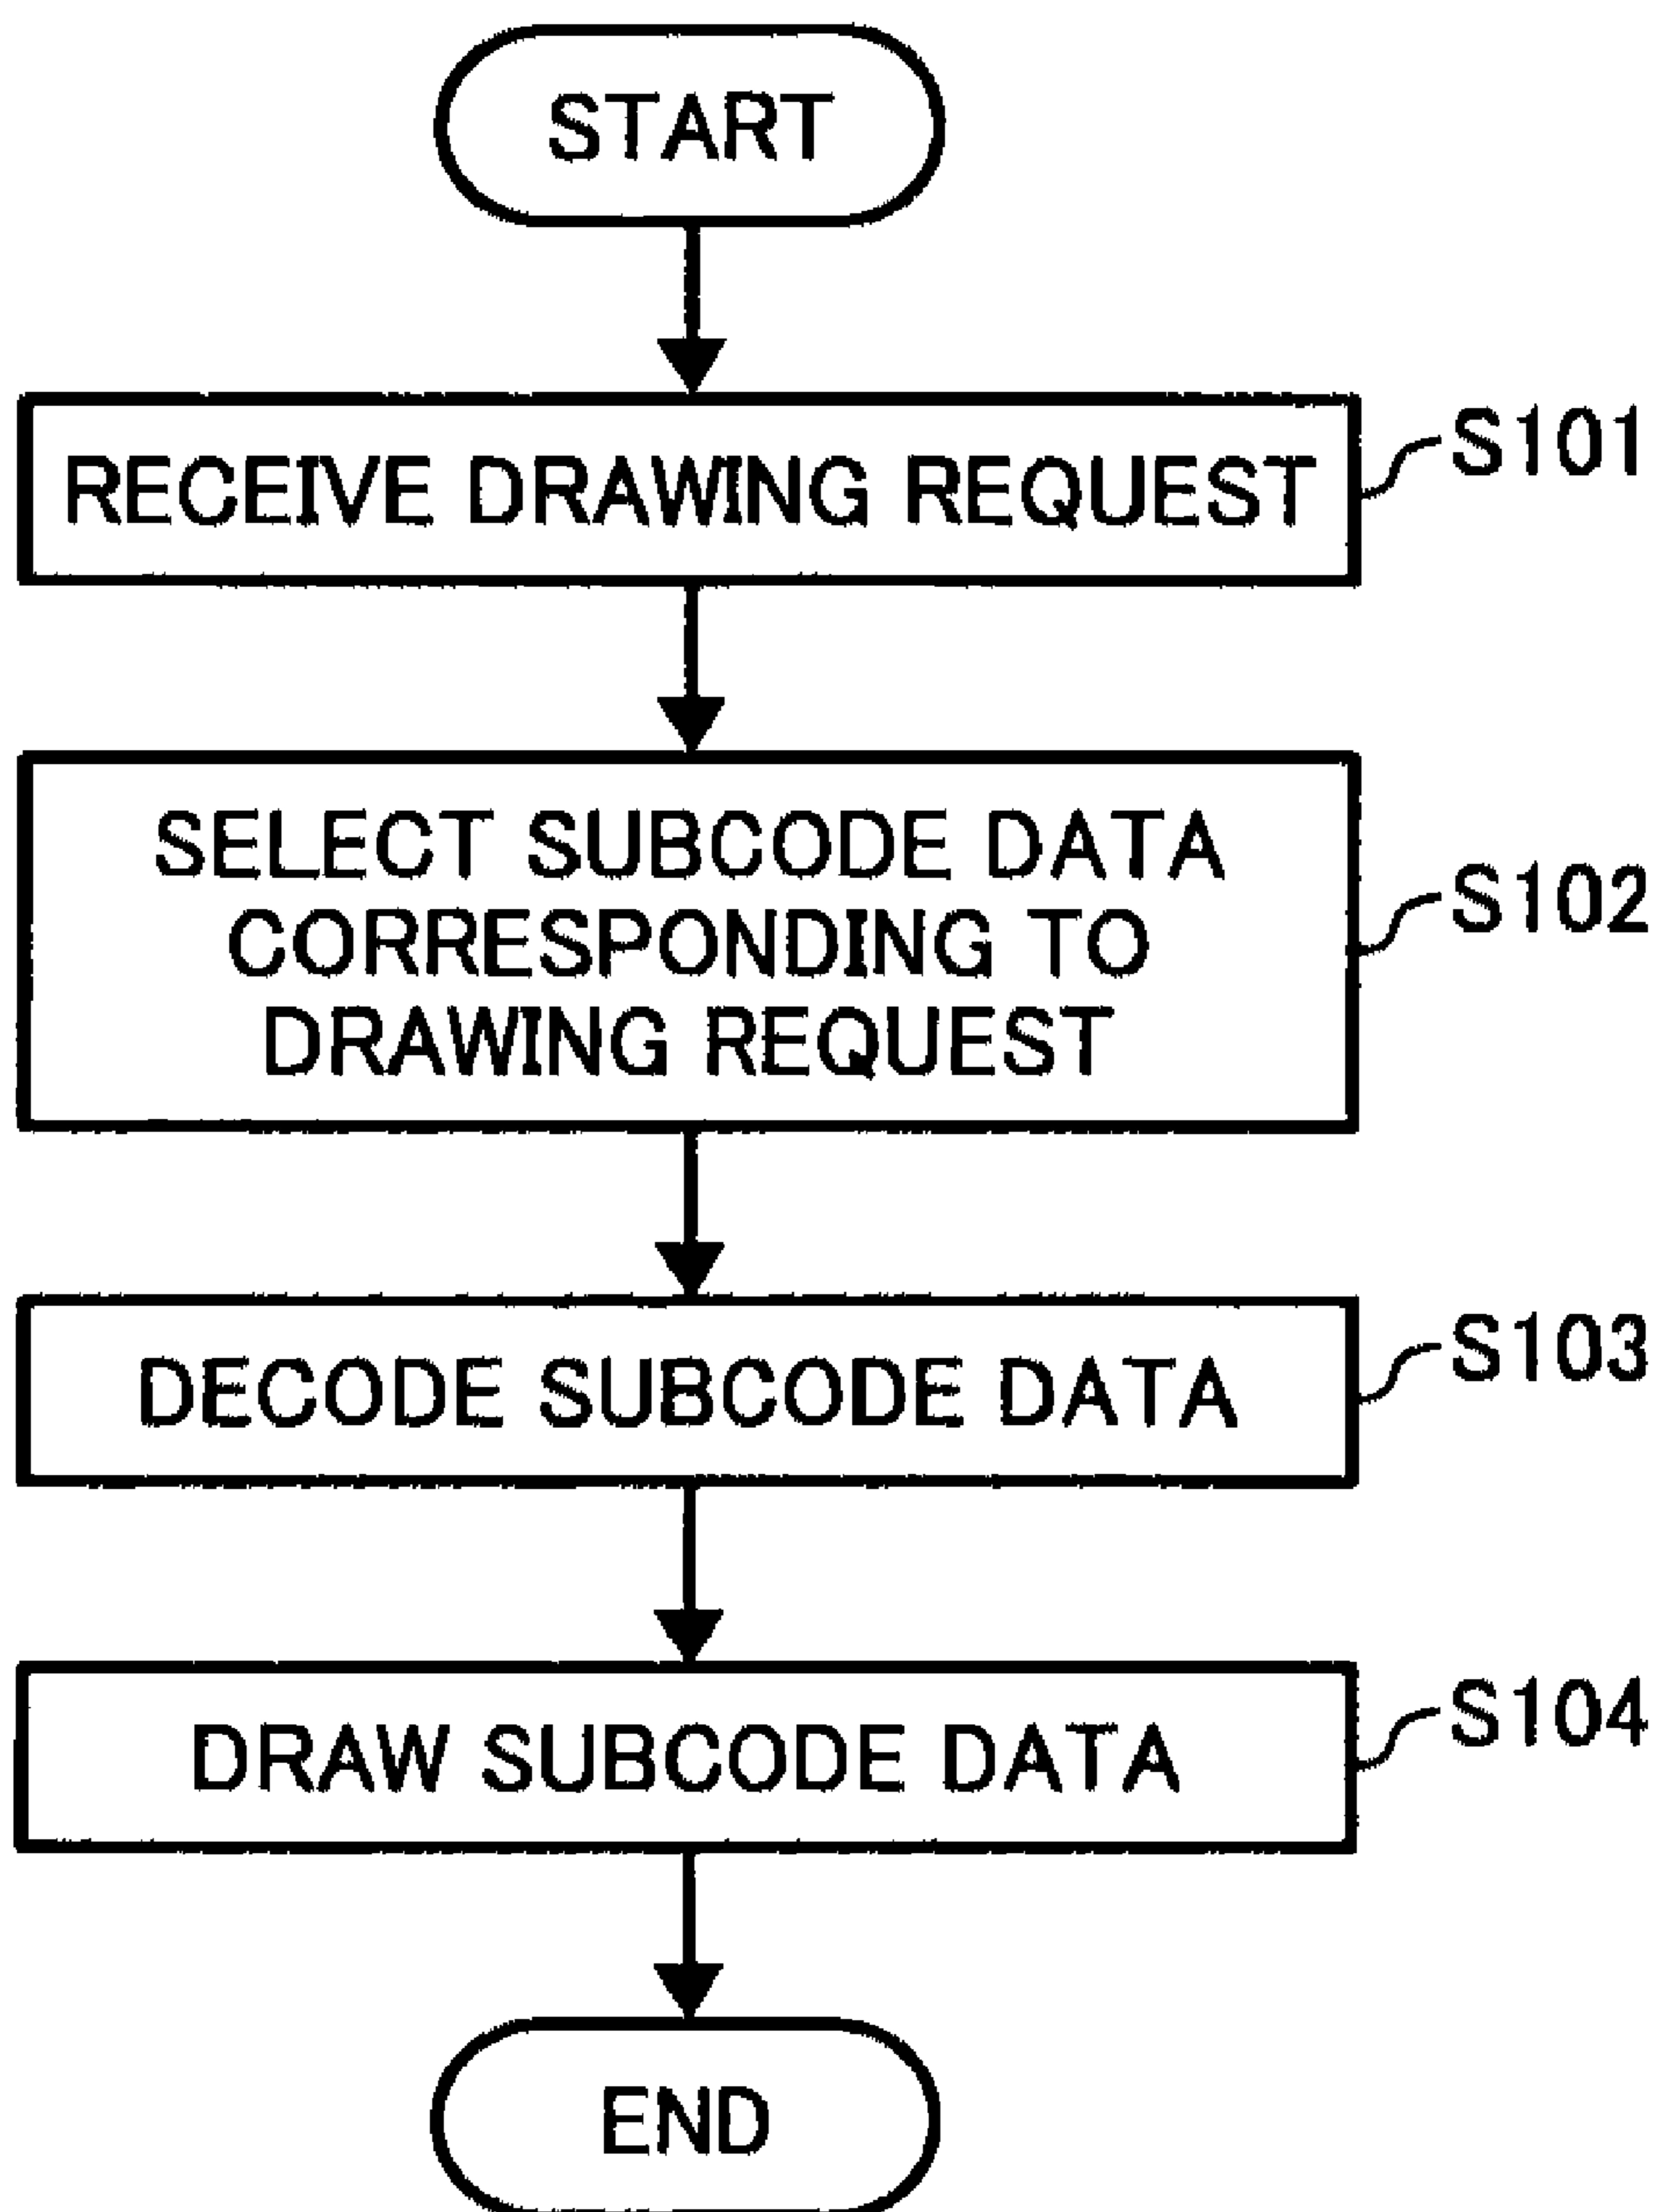 START
RECEIVE DRAWING REQUEST
S101
SELECT SUBCODE DATA
CORRESPONDING TO
DRAWING REQUEST
S102
DECODE SUBCODE DATA
S103
DRAW SUBCODE DATA
S104
END